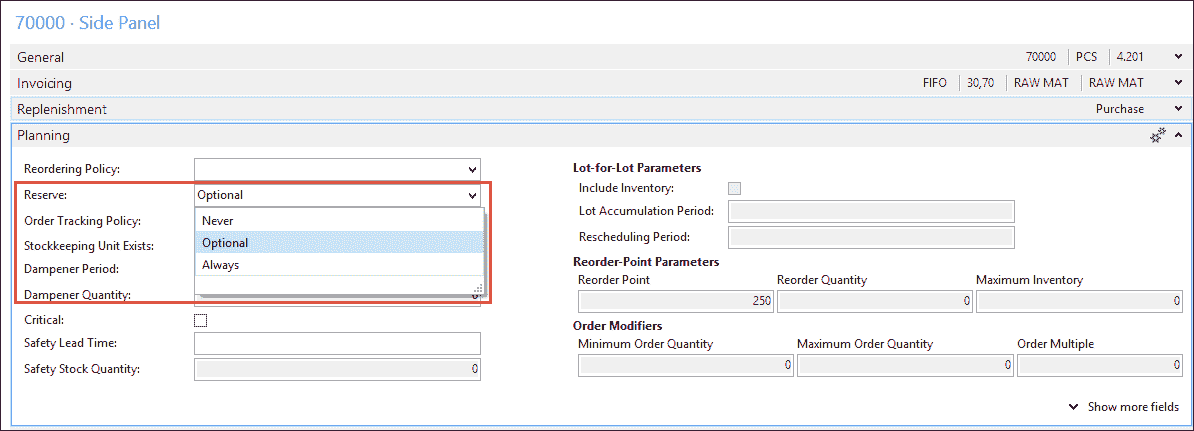 70000 · Side Panel
General 70000 PCS 4.201
Invoicing FIFO 30,70 RAW MAT RAW MAT
Replenishment Purchase
Planning
Reordering Policy:
Reserve: Optional
Order Tracking Policy: Never
Stockkeeping Unit Exists: Optional
Dampener Period: Always
Dampener Quantity:
Critical:
Safety Lead Time:
Safety Stock Quantity: 0
Lot-for-Lot Parameters
Include Inventory:
Lot Accumulation Period:
Rescheduling Period:
Reorder-Point Parameters
Reorder Point Reorder Quantity Maximum Inventory
250 0 0
Order Modifiers
Minimum Order Quantity Maximum Order Quantity Order Multiple
0 0 0
Show more fields